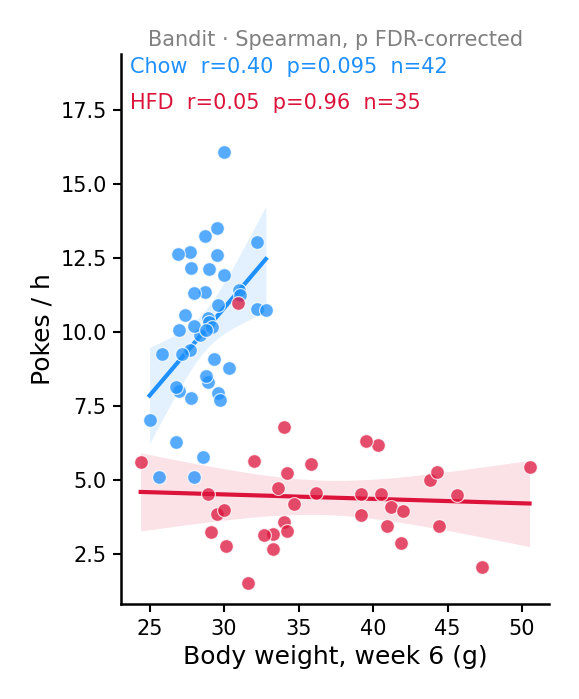 Bandit · Spearman, p FDR-corrected
Chow r=0.40 p=0.095 n=42
HFD r=0.05 p=0.96 n=35
17.5
15.0
12.5
10.0
7.5
5.0
2.5
Pokes / h
25 30 35 40 45 50
Body weight, week 6 (g)